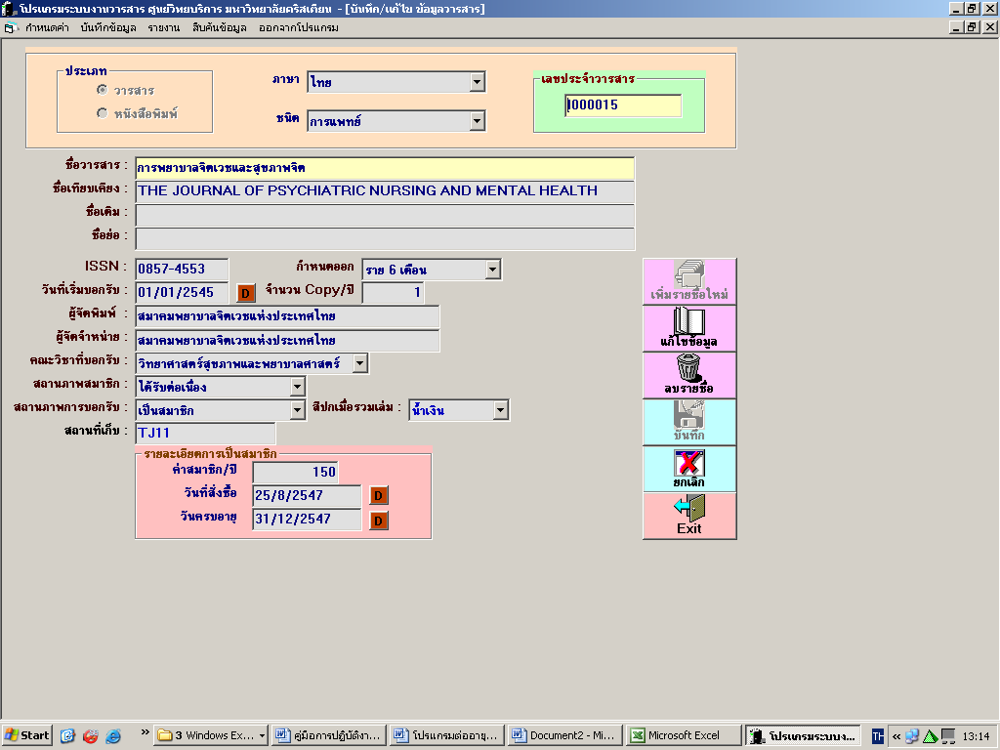 โปรแกรมระบบงานวารสาร ศูนย์วิทยบริการ มหาวิทยาลัยคริสเตียน - [บันทึก/แก้ไข ข้อมูลวารสาร]
กำหนดค่า บันทึกข้อมูล รายงาน สืบค้นข้อมูล ออกจากโปรแกรม
ประเภท
วารสาร
หนังสือพิมพ์
ภาษา ไทย
ชนิด การแพทย์
เลขประจำวารสาร
I000015
ชื่อวารสาร : การพยาบาลจิตเวชและสุขภาพจิต
ชื่อเทียบเคียง : THE JOURNAL OF PSYCHIATRIC NURSING AND MENTAL HEALTH
ชื่อเดิม :
ชื่อย่อ :
ISSN : 0857-4553 กำหนดออก ราย 6 เดือน
วันที่เริ่มบอกรับ : 01/01/2545 D จำนวน Copy/ปี 1
ผู้จัดพิมพ์ : สมาคมพยาบาลจิตเวชแห่งประเทศไทย
ผู้จัดจำหน่าย : สมาคมพยาบาลจิตเวชแห่งประเทศไทย
คณะวิชาที่บอกรับ : วิทยาศาสตร์สุขภาพและพยาบาลศาสตร์
สถานภาพสมาชิก : ได้รับต่อเนื่อง
สถานภาพการบอกรับ : เป็นสมาชิก สีปกเมื่อรวมเล่ม : น้ำเงิน
สถานที่เก็บ : TJ11
รายละเอียดการเป็นสมาชิก
ค่าสมาชิก/ปี 150
วันที่สั่งซื้อ 25/8/2547 D
วันครบอายุ 31/12/2547 D
เพิ่มรายชื่อใหม่
แก้ไขข้อมูล
ลบรายชื่อ
บันทึก
ยกเลิก
Exit
Start » 3 Windows Ex... คู่มือการปฏิบัติงา... โปรแกรมต่ออายุ... Document2 - Mi... Microsoft Excel โปรแกรมระบบง... TH « 13:14